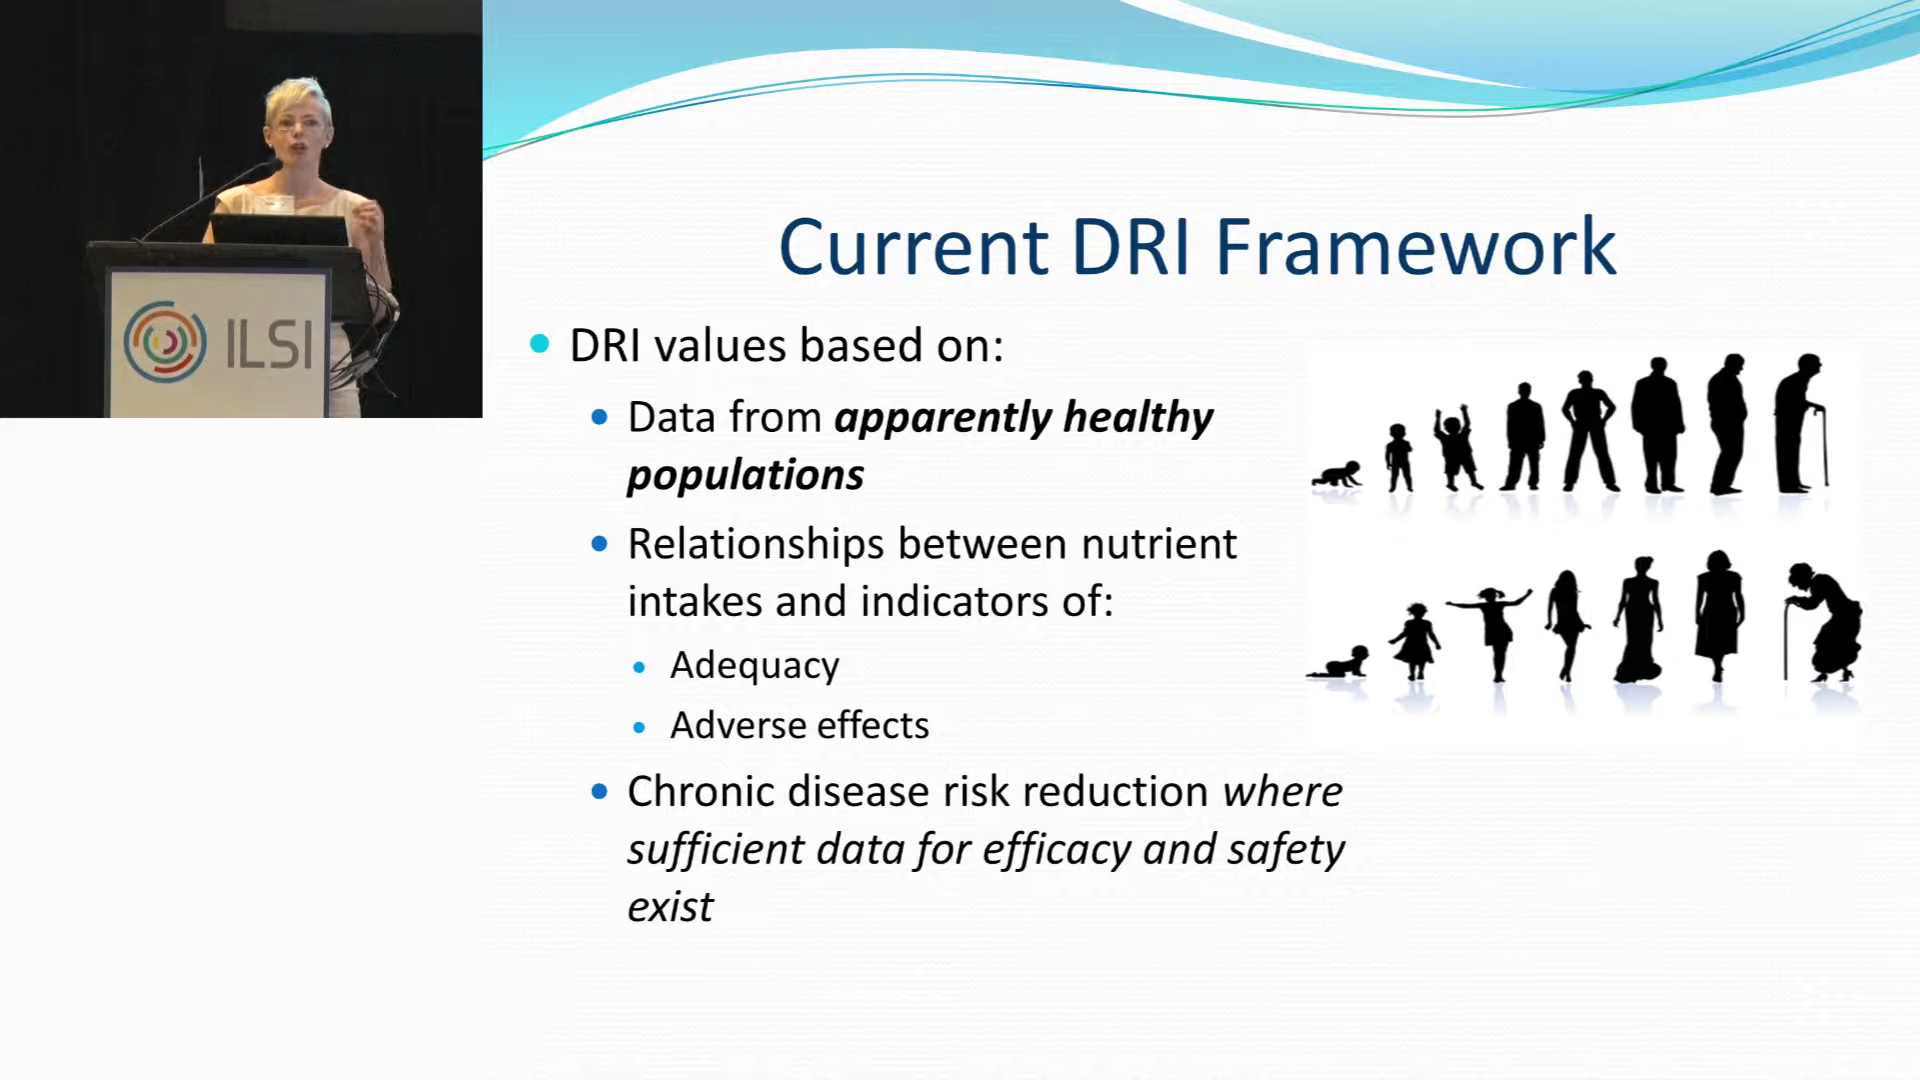 ILSI
Current DRI Framework
DRI values based on:
Data from apparently healthy
populations
Relationships between nutrient
intakes and indicators of:
Adequacy
Adverse effects
Chronic disease risk reduction where
sufficient data for efficacy and safety
exist